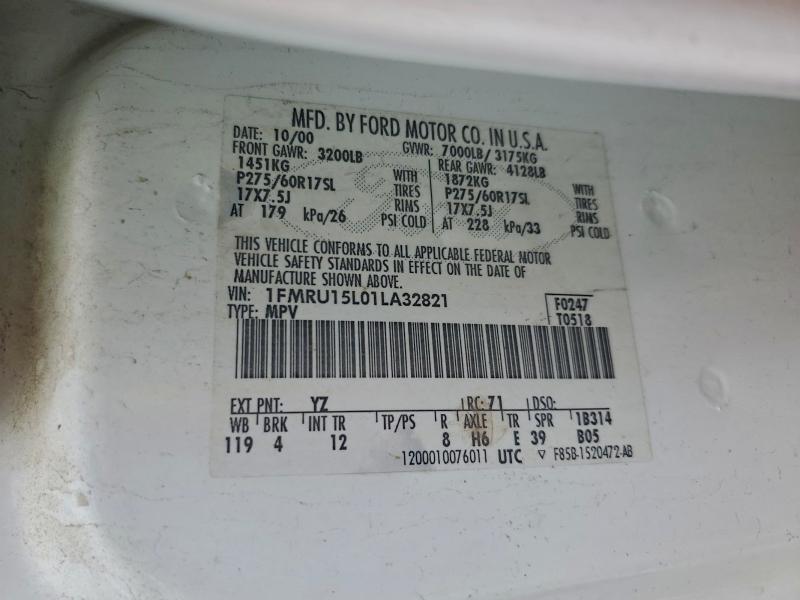 MFD. BY FORD MOTOR CO. IN U.S.A.
DATE: 10/00 GVWR: 7000LB/ 3175KG
FRONT GAWR: 3200LB REAR GAWR: 4128LB
1451KG WITH 1872KG WITH
P275/60R17SL TIRES P275/60R17SL TIRES
17X7.5J RIMS 17X7.5J RIMS
AT 179 kPa/26 PSI COLD AT 228 kPa/33 PSI COLD
THIS VEHICLE CONFORMS TO ALL APPLICABLE FEDERAL MOTOR
VEHICLE SAFETY STANDARDS IN EFFECT ON THE DATE OF
MANUFACTURE SHOWN ABOVE.
VIN: 1FMRU15L01LA32821 F0247
TYPE: MPV T0518
EXT PNT: YZ RC: 71 DSO:
WB BRK INT TR TP/PS R AXLE TR SPR 1B314
119 4 12 8 H6 E 39 B05
1200010076011 UTC ▽ F85B-1520472-AB